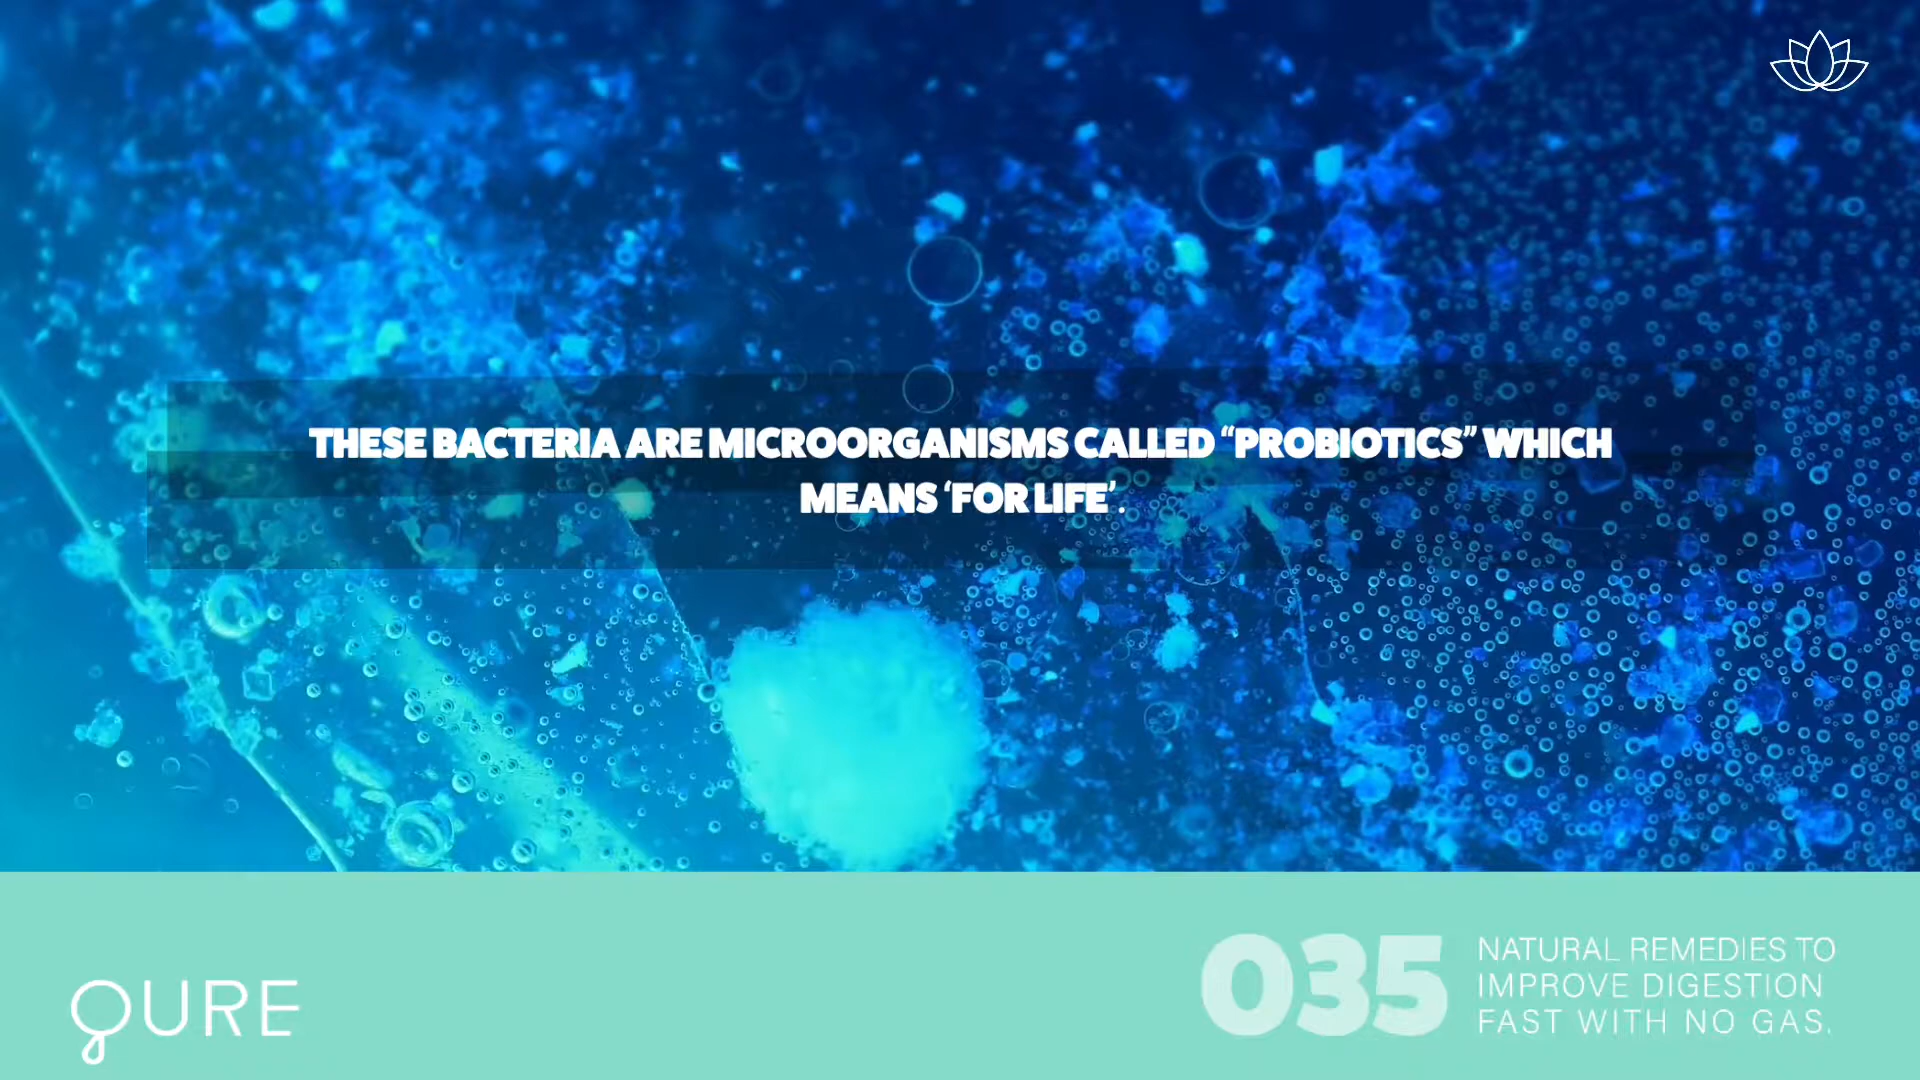 THESE BACTERIA ARE MICROORGANISMS CALLED “PROBIOTICS” WHICH
MEANS ‘FOR LIFE’.
QURE
035
NATURAL REMEDIES TO
IMPROVE DIGESTION
FAST WITH NO GAS.